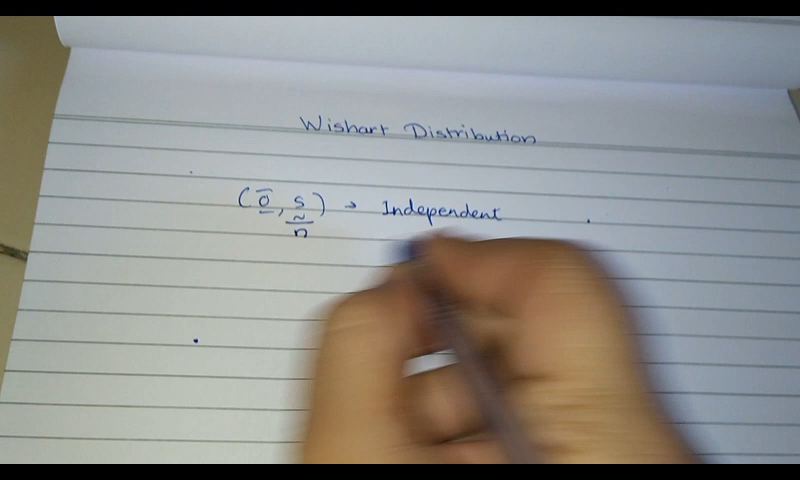 Wishart Distribution
(ō̲, s̰/n) → Independent